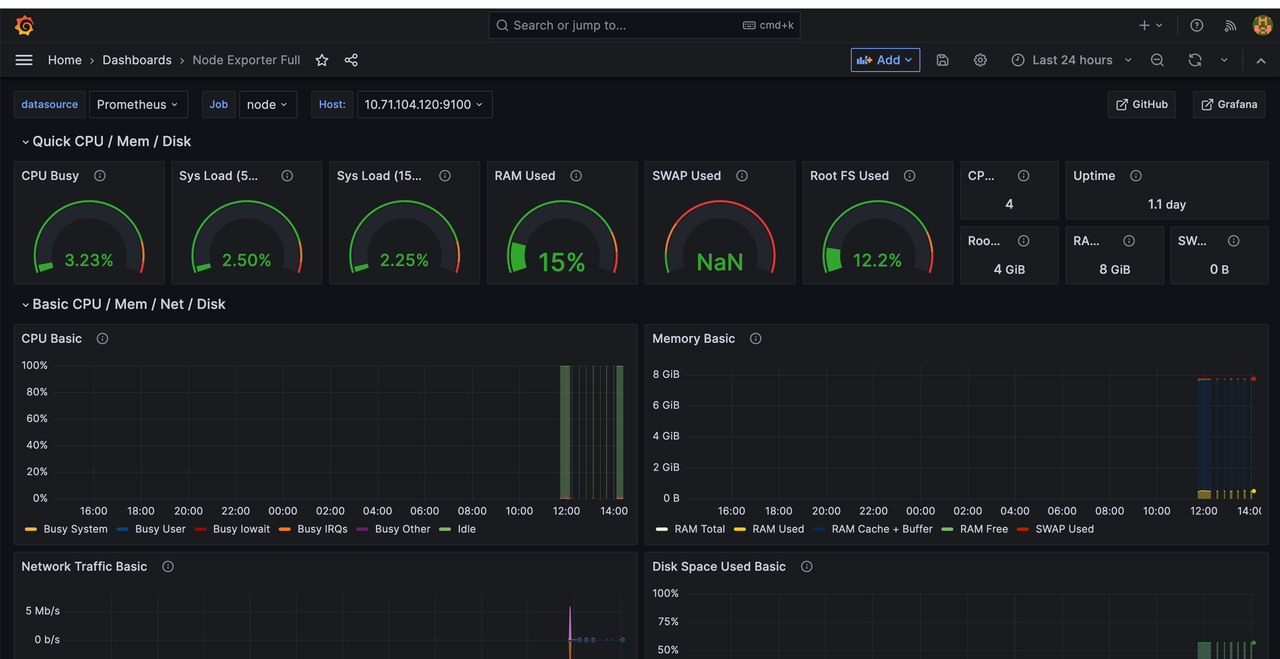 Search or jump to... cmd+k
Home › Dashboards › Node Exporter Full Add Last 24 hours
datasource Prometheus Job node Host: 10.71.104.120:9100 GitHub Grafana
Quick CPU / Mem / Disk
CPU Busy Sys Load (5... Sys Load (15... RAM Used SWAP Used Root FS Used CP... Uptime
4 1.1 day
Roo... RA... SW...
3.23% 2.50% 2.25% 15% NaN 12.2% 4 GiB 8 GiB 0 B
Basic CPU / Mem / Net / Disk
CPU Basic
100%
80%
60%
40%
20%
0%
16:00 18:00 20:00 22:00 00:00 02:00 04:00 06:00 08:00 10:00 12:00 14:00
Busy System Busy User Busy Iowait Busy IRQs Busy Other Idle
Memory Basic
8 GiB
6 GiB
4 GiB
2 GiB
0 B
16:00 18:00 20:00 22:00 00:00 02:00 04:00 06:00 08:00 10:00 12:00 14:00
RAM Total RAM Used RAM Cache + Buffer RAM Free SWAP Used
Network Traffic Basic
5 Mb/s
0 b/s
Disk Space Used Basic
100%
75%
50%